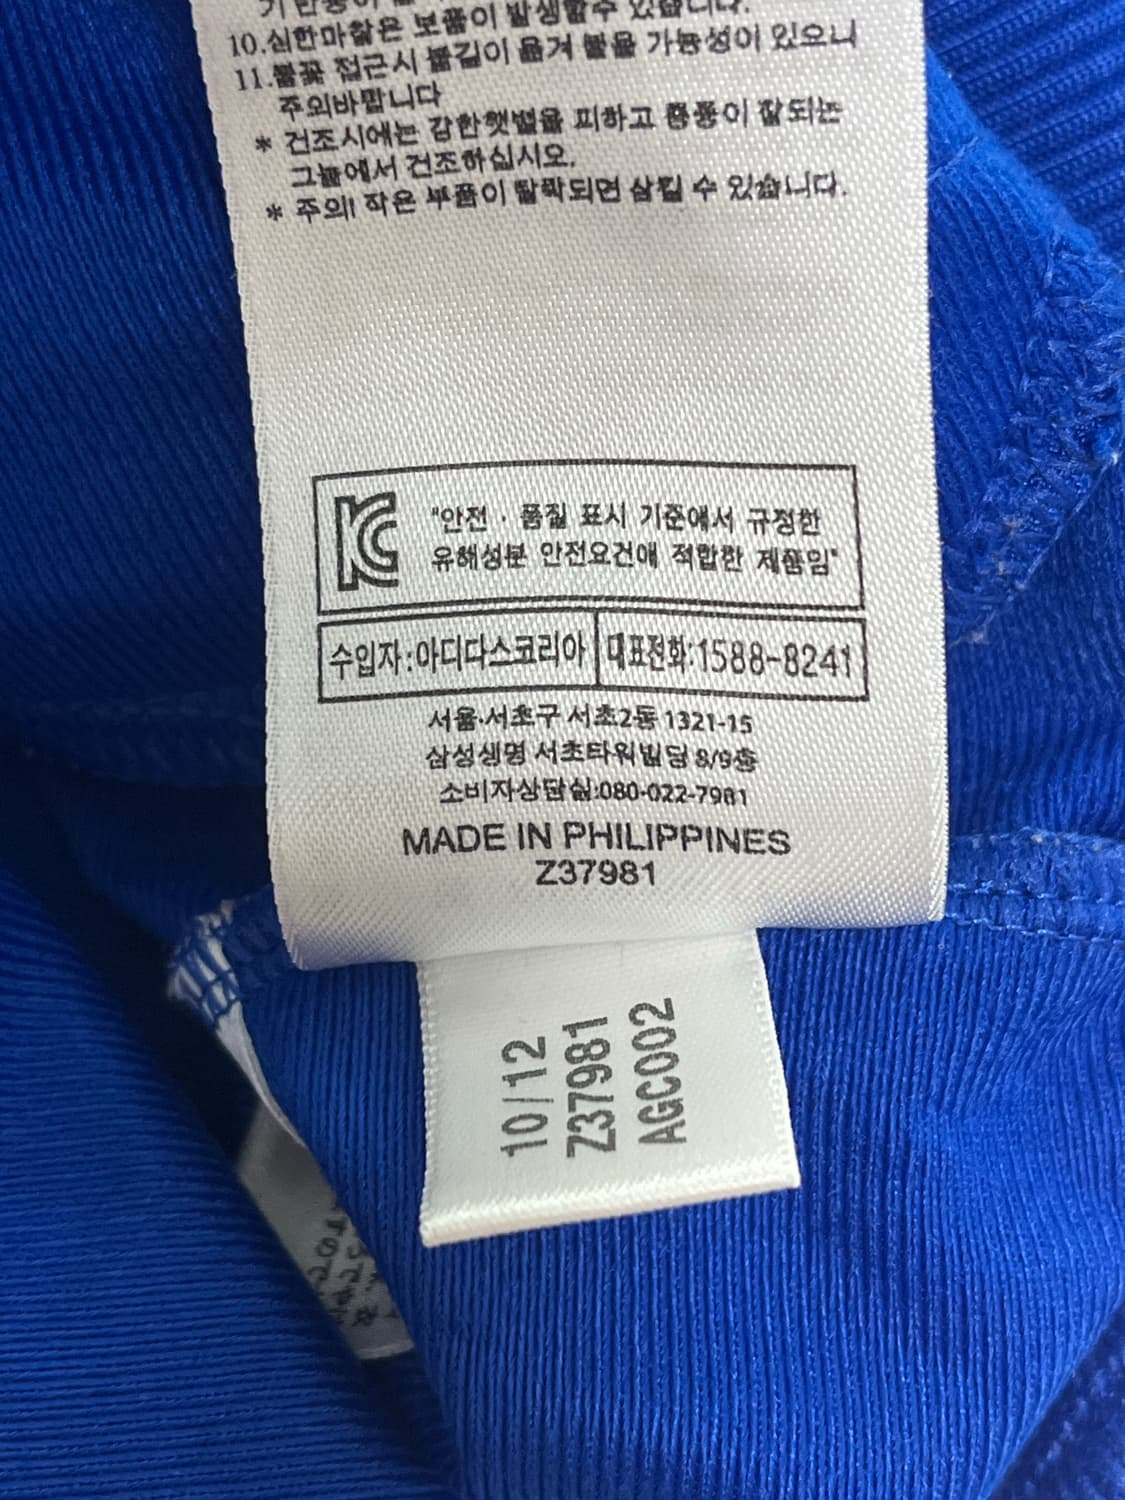 10.심한마찰은 보풀이 발생할수 있습니다.
11.불꽃 접근시 불길이 옮겨 붙을 가능성이 있으니
주의바랍니다
* 건조시에는 강한햇볕을 피하고 통풍이 잘되는
그늘에서 건조하십시오.
* 주의! 작은 부품이 탈락되면 삼킬 수 있습니다.
KC
"안전 · 품질 표시 기준에서 규정한
유해성분 안전요건에 적합한 제품임"
수입자:아디다스코리아 대표전화:1588-8241
서울.서초구 서초2동 1321-15
삼성생명 서초타워빌딩 8/9층
소비자상담실:080-022-7981
MADE IN PHILIPPINES
Z37981
10/12
Z37981
AGC002